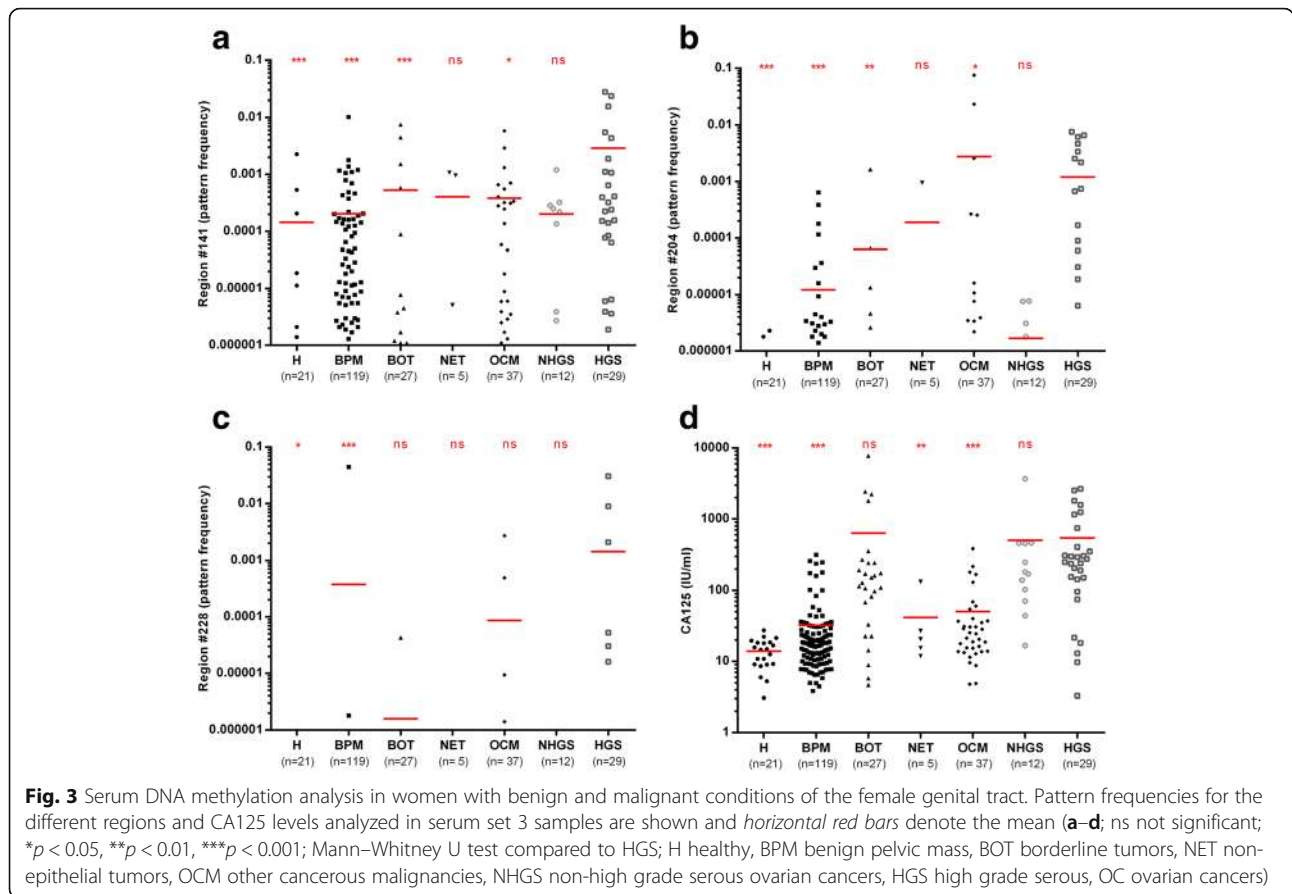 a
*** *** *** ns * ns
Region #141 (pattern frequency)
0.1
0.01
0.001
0.0001
0.00001
0.000001
H BPM BOT NET OCM NHGS HGS
(n=21) (n=119) (n=27) (n= 5) (n= 37) (n=12) (n=29)
b
*** *** ** ns * ns
Region #204 (pattern frequency)
0.1
0.01
0.001
0.0001
0.00001
0.000001
H BPM BOT NET OCM NHGS HGS
(n=21) (n=119) (n=27) (n= 5) (n= 37) (n=12) (n=29)
c
* *** ns ns ns ns
Region #228 (pattern frequency)
0.1
0.01
0.001
0.0001
0.00001
0.000001
H BPM BOT NET OCM NHGS HGS
(n=21) (n=119) (n=27) (n= 5) (n= 37) (n=12) (n=29)
d
*** *** ns ** *** ns
CA125 (IU/ml)
10000
1000
100
10
1
H BPM BOT NET OCM NHGS HGS
(n=21) (n=119) (n=27) (n= 5) (n= 37) (n=12) (n=29)
Fig. 3 Serum DNA methylation analysis in women with benign and malignant conditions of the female genital tract. Pattern frequencies for the
different regions and CA125 levels analyzed in serum set 3 samples are shown and horizontal red bars denote the mean (a–d; ns not significant;
*p < 0.05, **p < 0.01, ***p < 0.001; Mann–Whitney U test compared to HGS; H healthy, BPM benign pelvic mass, BOT borderline tumors, NET non-
epithelial tumors, OCM other cancerous malignancies, NHGS non-high grade serous ovarian cancers, HGS high grade serous, OC ovarian cancers)